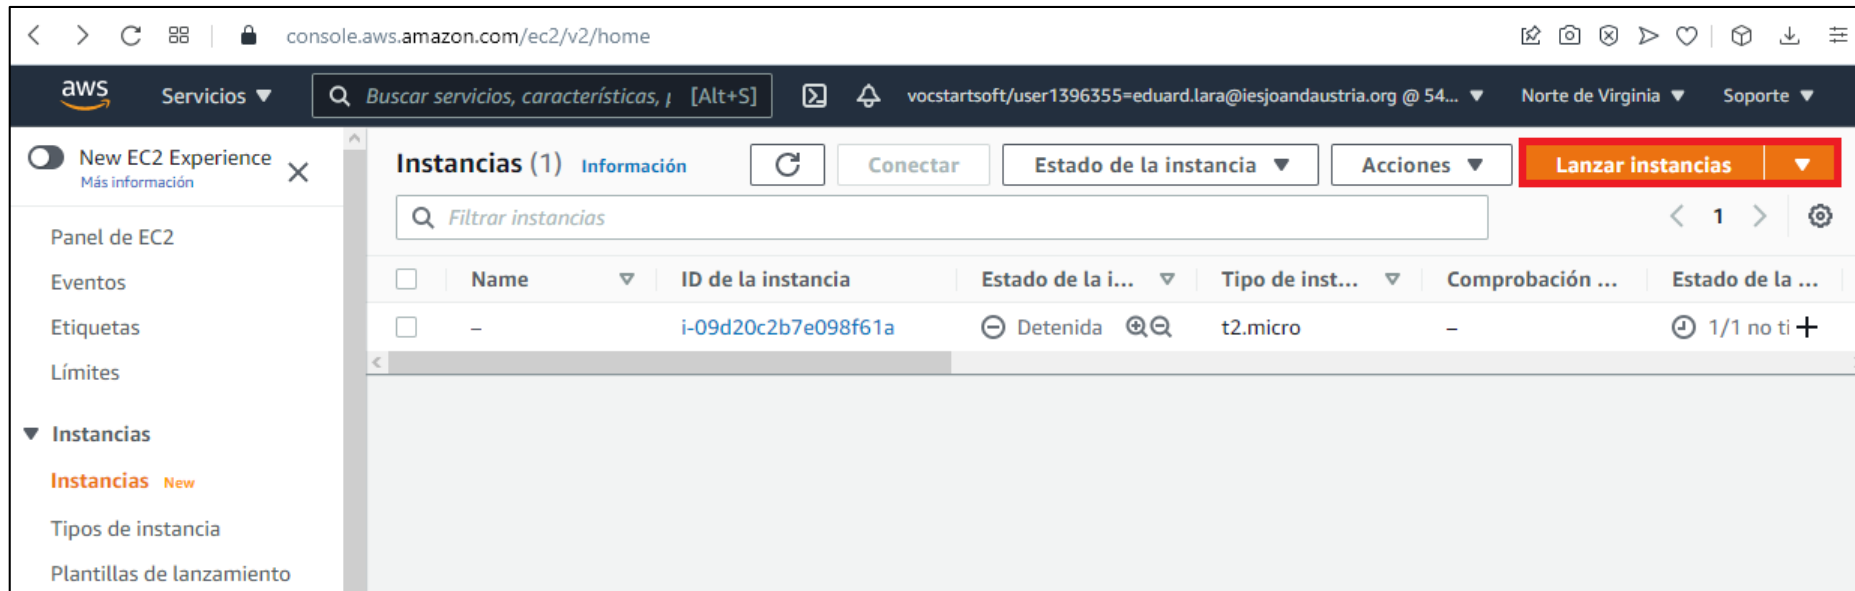 console.aws.amazon.com/ec2/v2/home
aws Servicios Buscar servicios, características, [Alt+S] vocstartsoft/user1396355=eduard.lara@iesjoandaustria.org @ 54... Norte de Virginia Soporte
New EC2 Experience
Más información
Instancias (1) Información Conectar Estado de la instancia Acciones Lanzar instancias
Filtrar instancias 1
Panel de EC2
Eventos
Etiquetas
Límites
Instancias
Instancias New
Tipos de instancia
Plantillas de lanzamiento
Name ID de la instancia Estado de la i... Tipo de inst... Comprobación ... Estado de la ...
– i-09d20c2b7e098f61a Detenida t2.micro – 1/1 no ti